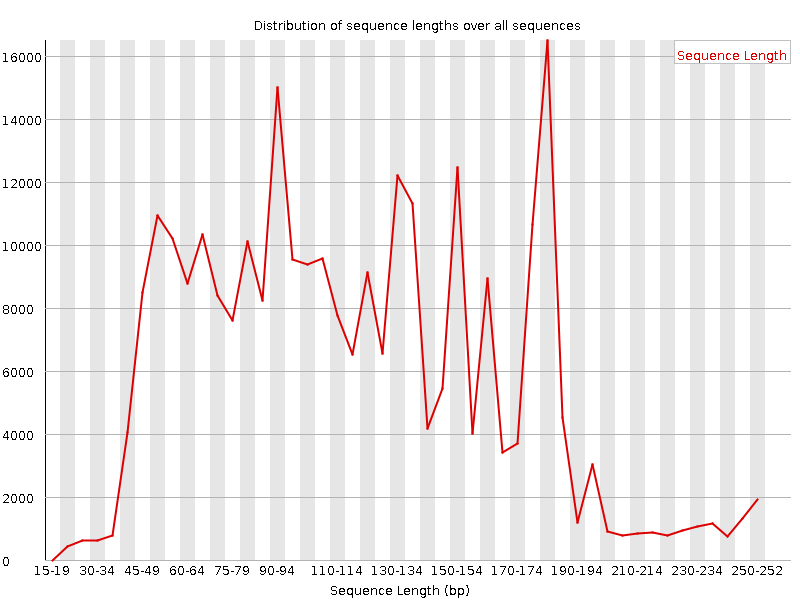 Distribution of sequence lengths over all sequences
Sequence Length
16000
14000
12000
10000
8000
6000
4000
2000
0
15-19 30-34 45-49 60-64 75-79 90-94 110-114 130-134 150-154 170-174 190-194 210-214 230-234 250-252
Sequence Length (bp)